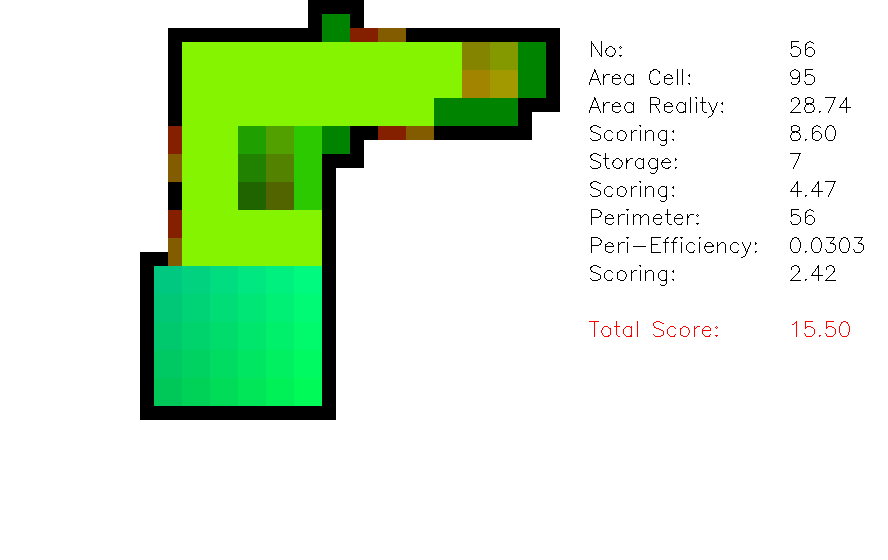 No: 56
Area Cell: 95
Area Reality: 28.74
Scoring: 8.60
Storage: 7
Scoring: 4.47
Perimeter: 56
Peri-Efficiency: 0.0303
Scoring: 2.42
Total Score: 15.50